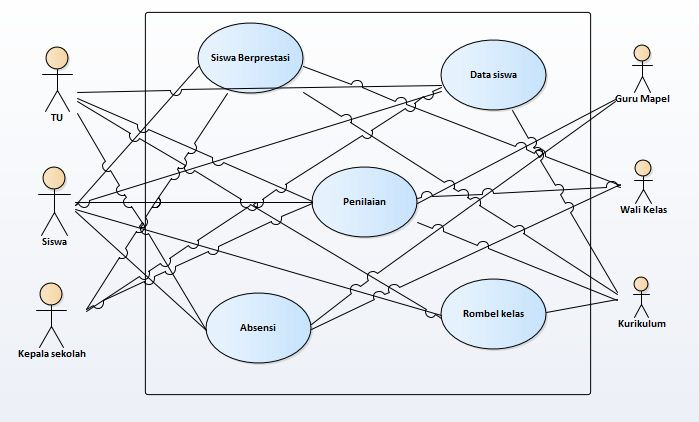 Siswa Berprestasi
Data siswa
Guru Mapel
TU
Penilaian
Wali Kelas
Siswa
Absensi
Rombel kelas
Kurikulum
Kepala sekolah